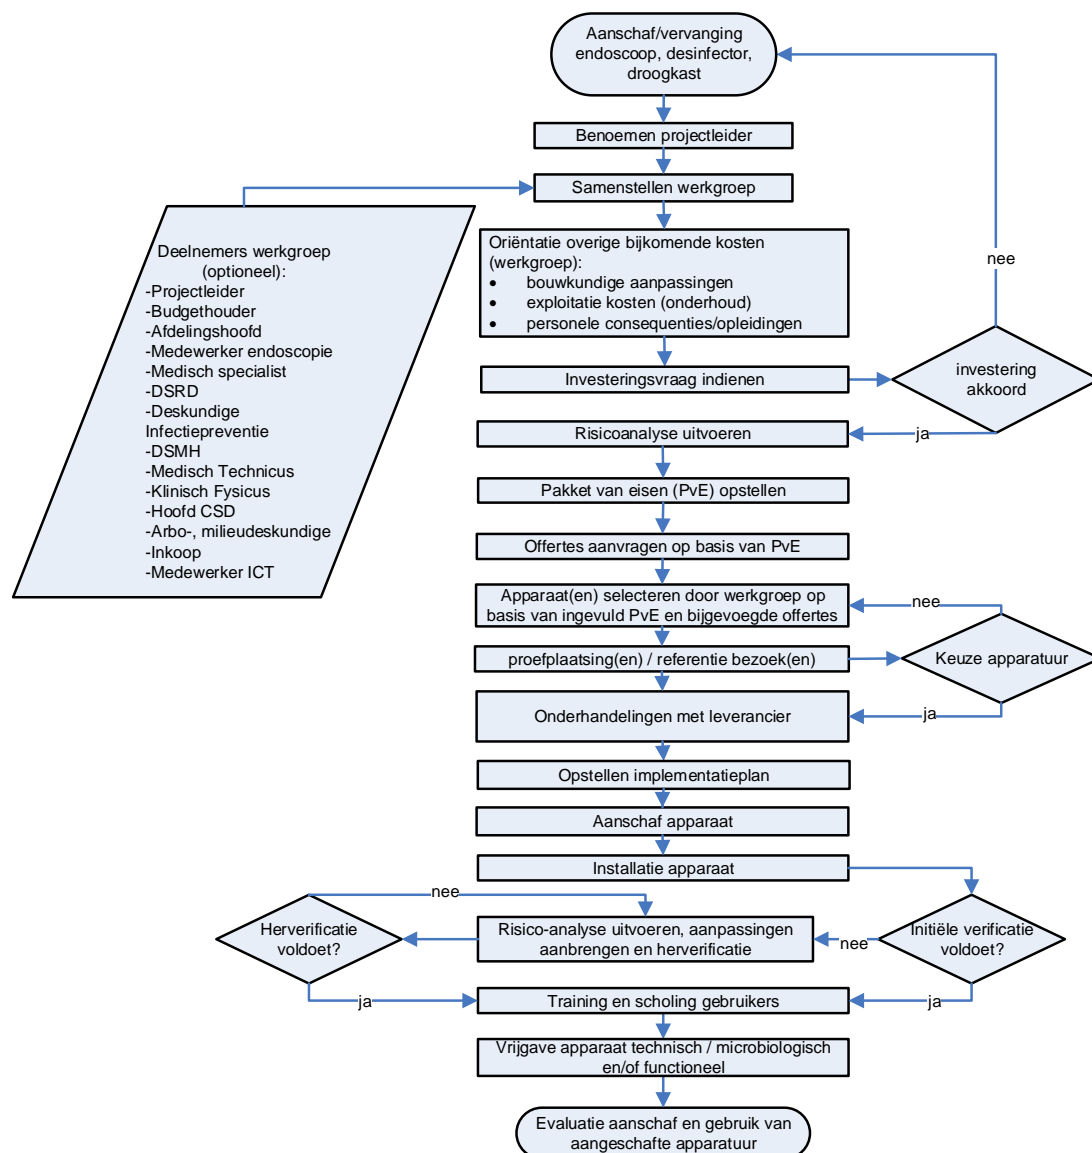 Aanschaf/vervanging
endoscoop, desinfector,
droogkast
Benoemen projectleider
Samenstellen werkgroep
Deelnemers werkgroep
(optioneel):
-Projectleider
-Budgethouder
-Afdelingshoofd
-Medewerker endoscopie
-Medisch specialist
-DSRD
-Deskundige
Infectiepreventie
-DSMH
-Medisch Technicus
-Klinisch Fysicus
-Hoofd CSD
-Arbo-, milieudeskundige
-Inkoop
-Medewerker ICT
Oriëntatie overige bijkomende kosten
(werkgroep):
• bouwkundige aanpassingen
• exploitatie kosten (onderhoud)
• personele consequenties/opleidingen
nee
Investeringsvraag indienen
investering
akkoord
ja
Risicoanalyse uitvoeren
Pakket van eisen (PvE) opstellen
Offertes aanvragen op basis van PvE
Apparaat(en) selecteren door werkgroep op
basis van ingevuld PvE en bijgevoegde offertes
nee
proefplaatsing(en) / referentie bezoek(en)
Keuze apparatuur
ja
Onderhandelingen met leverancier
Opstellen implementatieplan
Aanschaf apparaat
Installatie apparaat
nee
Herverificatie
voldoet?
Risico-analyse uitvoeren, aanpassingen
aanbrengen en herverificatie
nee
Initiële verificatie
voldoet?
ja
Training en scholing gebruikers
ja
Vrijgave apparaat technisch / microbiologisch
en/of functioneel
Evaluatie aanschaf en gebruik van
aangeschafte apparatuur